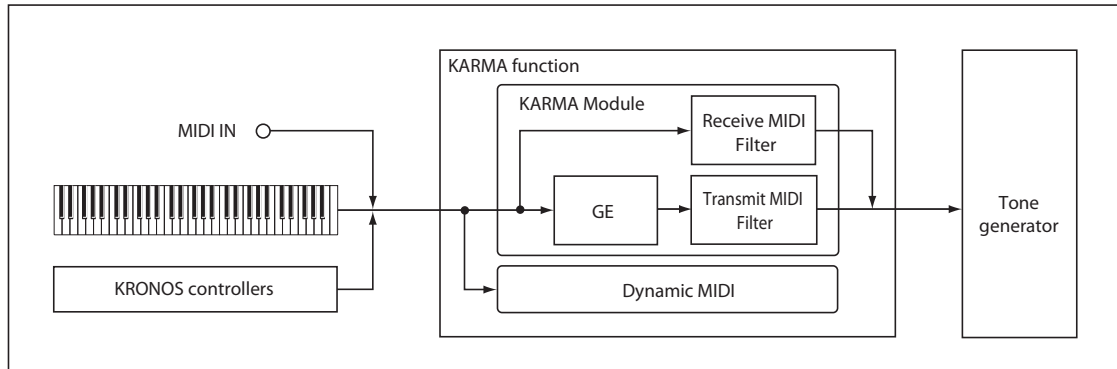 KARMA function
KARMA Module
MIDI IN
Receive MIDI
Filter
GE
Transmit MIDI
Filter
Tone
generator
KRONOS controllers
Dynamic MIDI